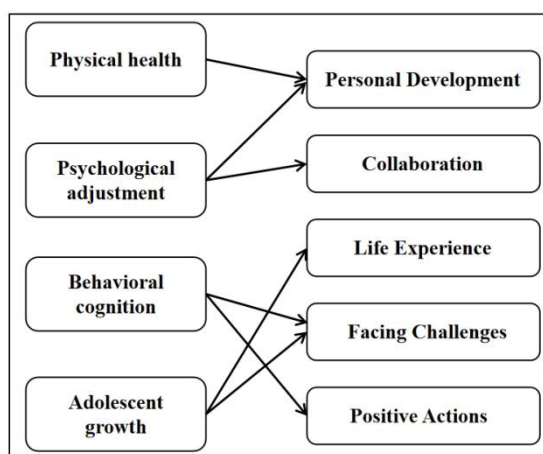 Physical health
Psychological
adjustment
Behavioral
cognition
Adolescent
growth
Personal Development
Collaboration
Life Experience
Facing Challenges
Positive Actions